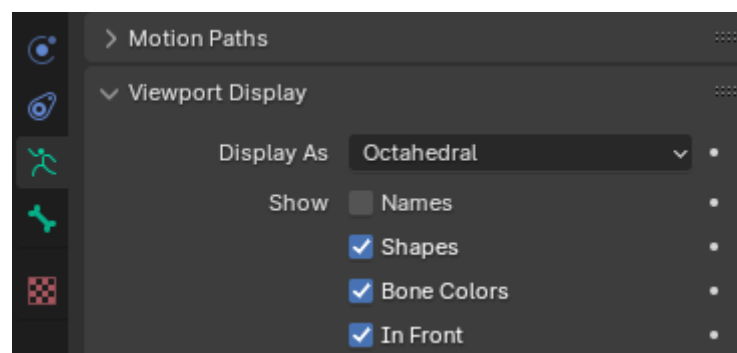 Motion Paths
Viewport Display
Display As Octahedral
Show Names
Shapes
Bone Colors
In Front